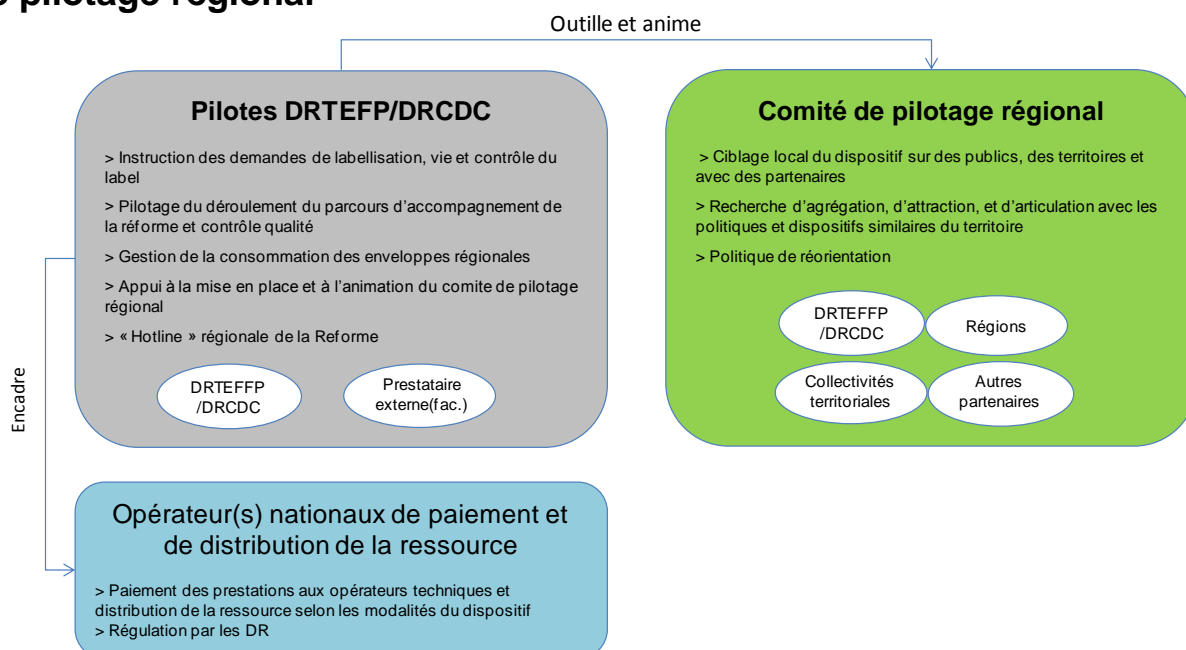 pilotage régional
Outille et anime
Pilotes DRTEFP/DRCDC
> Instruction des demandes de labellisation, vie et contrôle du
label
> Pilotage du déroulement du parcours d'accompagnement de
la réforme et contrôle qualité
> Gestion de la consommation des enveloppes régionales
> Appui à la mise en place et à l'animation du comite de pilotage
régional
> « Hotline » régionale de la Reforme
DRTEFFP
/DRCDC
Prestataire
externe(fac.)
Comité de pilotage régional
> Ciblage local du dispositif sur des publics, des territoires et
avec des partenaires
> Recherche d'agrégation, d'attraction, et d'articulation avec les
politiques et dispositifs similaires du territoire
> Politique de réorientation
DRTEFFP
/DRCDC
Régions
Collectivités
territoriales
Autres
partenaires
Encadre
Opérateur(s) nationaux de paiement et
de distribution de la ressource
> Paiement des prestations aux opérateurs techniques et
distribution de la ressource selon les modalités du dispositif
> Régulation par les DR